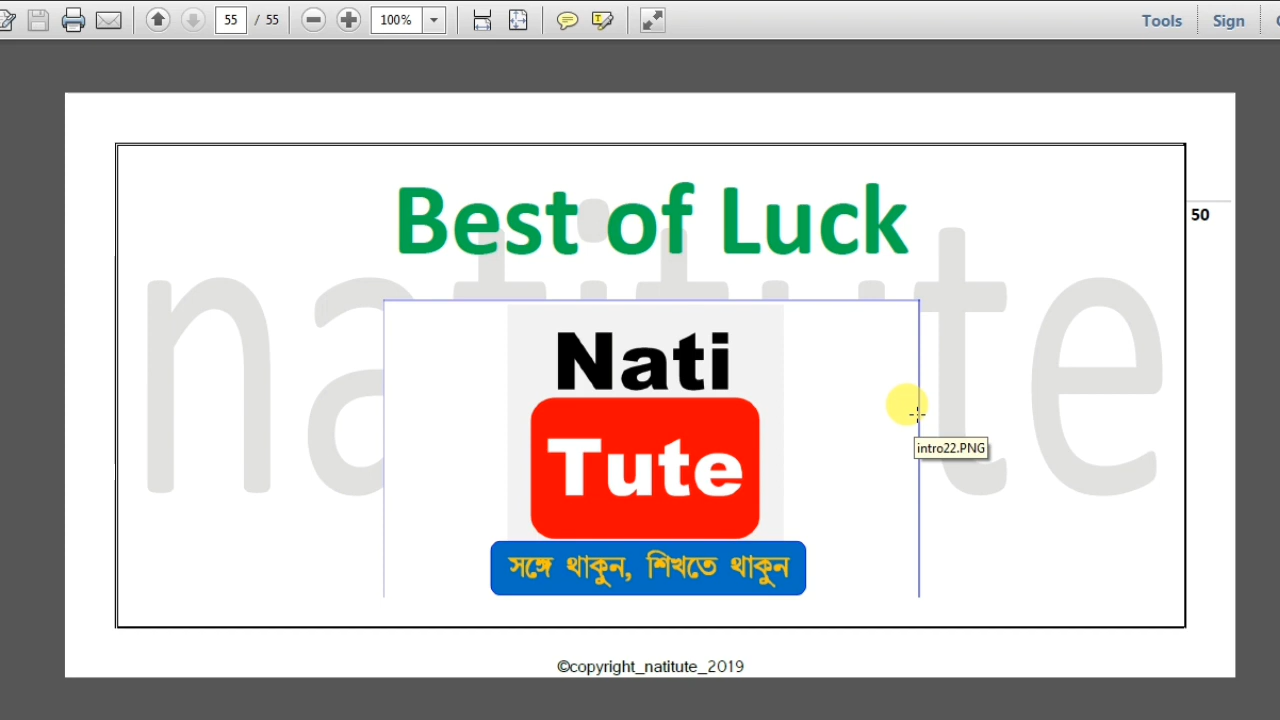 55 / 55 100% Tools Sign
Best of Luck
50
natitute
Nati
Tute
intro22.PNG
সঙ্গে থাকুন, শিখতে থাকুন
©copyright_natitute_2019